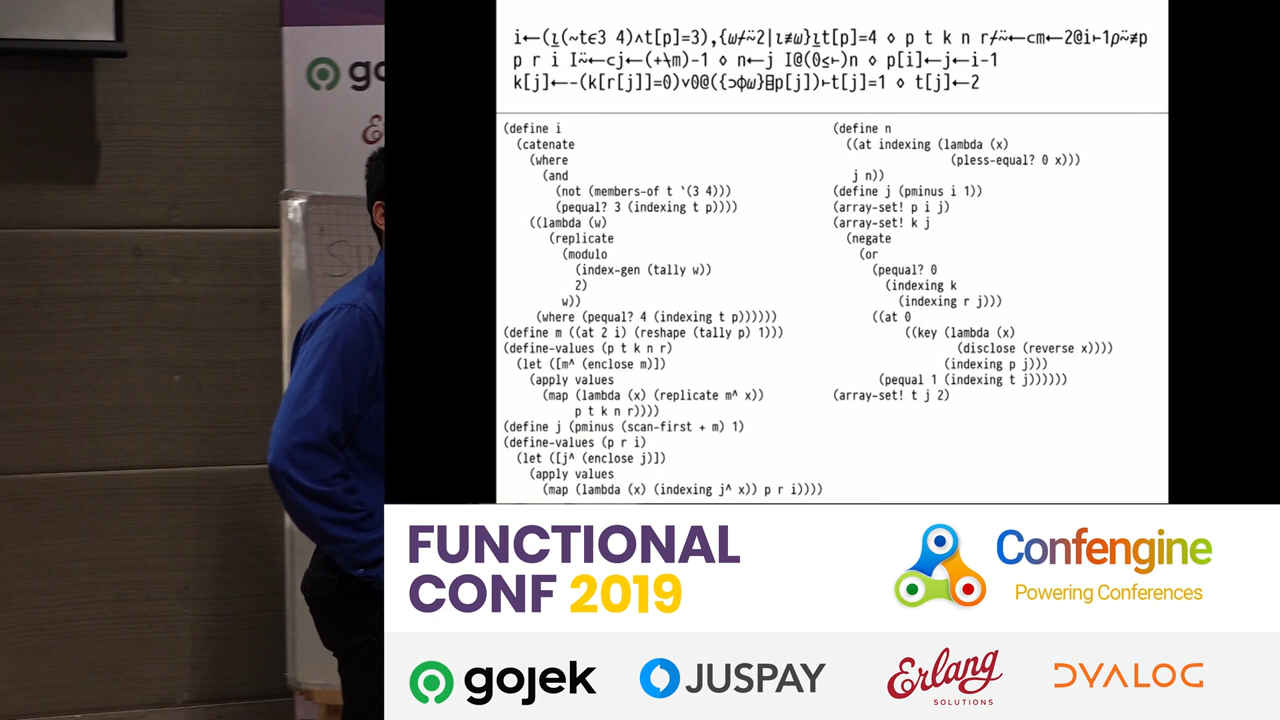 i←(⍸(~t∊3 4)∧t[p]=3),{⍵⌿⍨2|⍳≢⍵}⍸t[p]=4 ⋄ p t k n r⌿⍨←⊂m←2@i⊢1⍴⍨≢p
p r i I⍨←⊂j←(+⍀m)-1 ⋄ n←j I@(0≤⊢)n ⋄ p[i]←j←i-1
k[j]←-(k[r[j]]=0)∨0@({⊃⌽⍵}⌸p[j])⊢t[j]=1 ⋄ t[j]←2
(define i
(catenate
(where
(and
(not (members-of t `(3 4)))
(pequal? 3 (indexing t p))))
((lambda (w)
(replicate
(modulo
(index-gen (tally w))
2)
w))
(where (pequal? 4 (indexing t p))))))
(define m ((at 2 i) (reshape (tally p) 1)))
(define-values (p t k n r)
(let ([m^ (enclose m)])
(apply values
(map (lambda (x) (replicate m^ x))
p t k n r))))
(define j (pminus (scan-first + m) 1)
(define-values (p r i)
(let ([j^ (enclose j)])
(apply values
(map (lambda (x) (indexing j^ x)) p r i))))
(define n
((at indexing (lambda (x)
(pless-equal? 0 x)))
j n))
(define j (pminus i 1))
(array-set! p i j)
(array-set! k j
(negate
(or
(pequal? 0
(indexing k
(indexing r j)))
((at 0
((key (lambda (x)
(disclose (reverse x))))
(indexing p j)))
(pequal 1 (indexing t j))))))
(array-set! t j 2)
go
FUNCTIONAL
CONF 2019
Confengine
Powering Conferences
gojek
JUSPAY
Erlang
SOLUTIONS
DYALOG